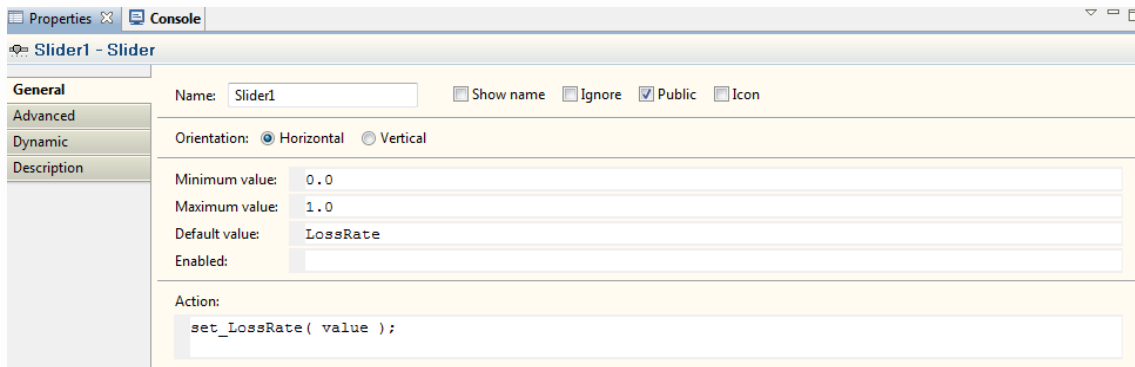 Properties Console
Slider1 - Slider
General
Name: Slider1 Show name Ignore Public Icon
Advanced
Dynamic
Orientation: Horizontal Vertical
Description
Minimum value: 0.0
Maximum value: 1.0
Default value: LossRate
Enabled:
Action:
set_LossRate( value );